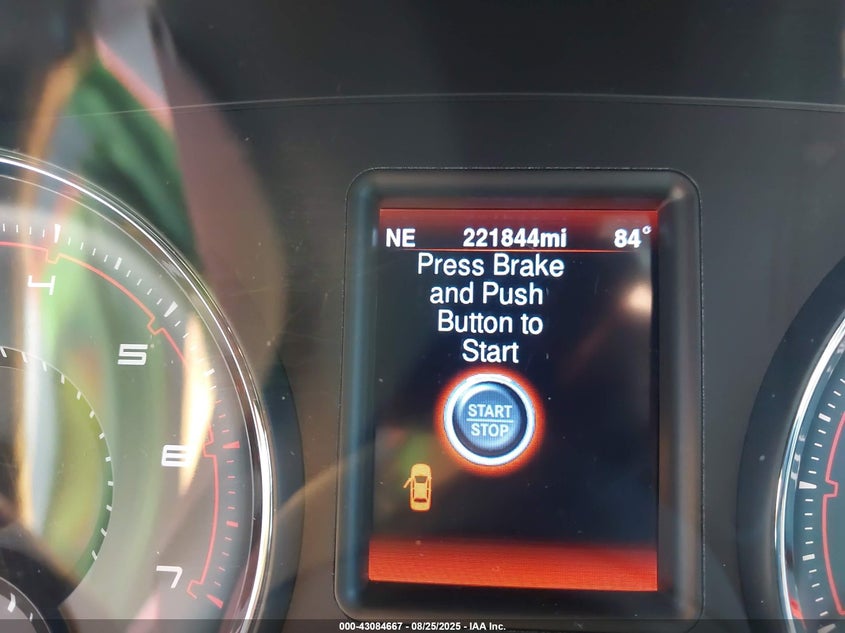 NE 221844mi 84°
Press Brake
and Push
Button to
Start
START
STOP
4
5
6
7
000-43084667 - 08/25/2025 - IAA Inc.